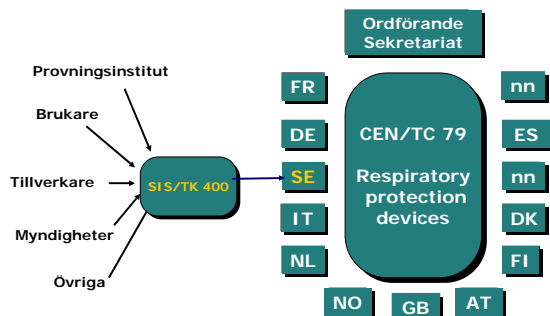 Ordförande
Sekretariat
Provningsinstitut
Brukare
Tillverkare
Myndigheter
Övriga
SIS/TK 400
FR
DE
SE
IT
NL
CEN/TC 79
Respiratory
protection
devices
nn
ES
nn
DK
FI
NO
GB
AT